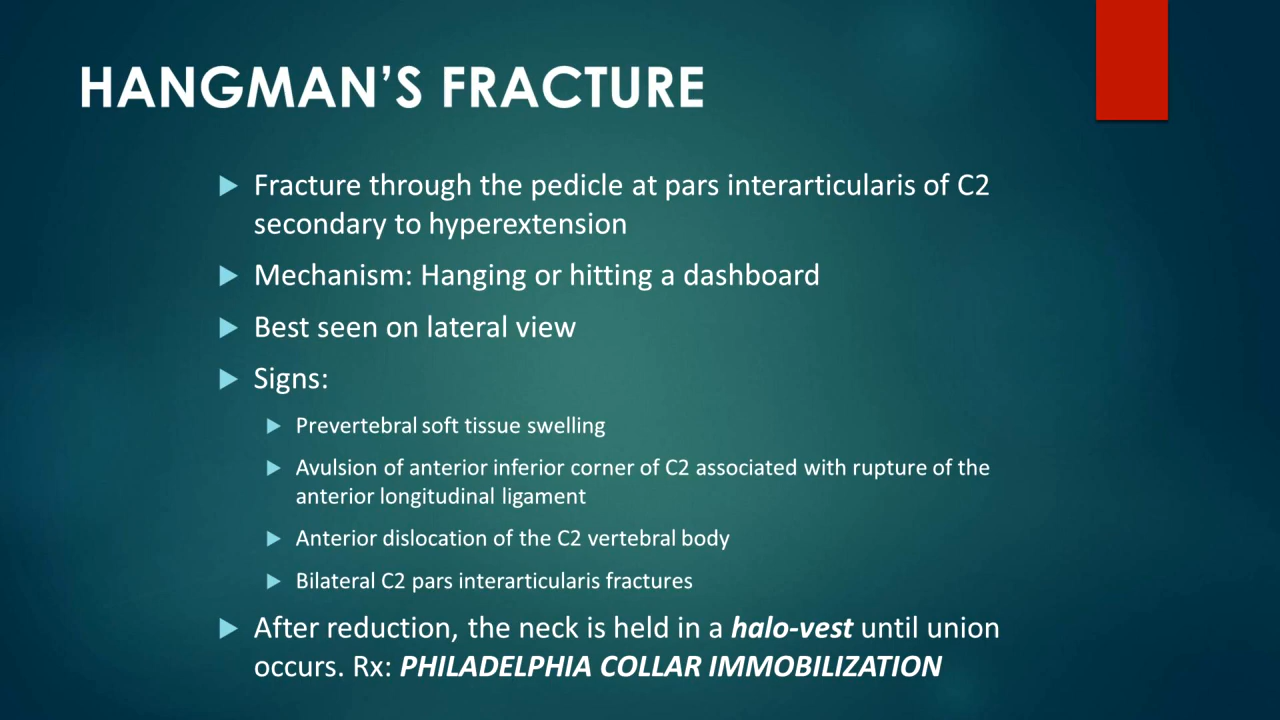 HANGMAN’S FRACTURE
Fracture through the pedicle at pars interarticularis of C2
secondary to hyperextension
Mechanism: Hanging or hitting a dashboard
Best seen on lateral view
Signs:
Prevertebral soft tissue swelling
Avulsion of anterior inferior corner of C2 associated with rupture of the
anterior longitudinal ligament
Anterior dislocation of the C2 vertebral body
Bilateral C2 pars interarticularis fractures
After reduction, the neck is held in a halo-vest until union
occurs. Rx: PHILADELPHIA COLLAR IMMOBILIZATION